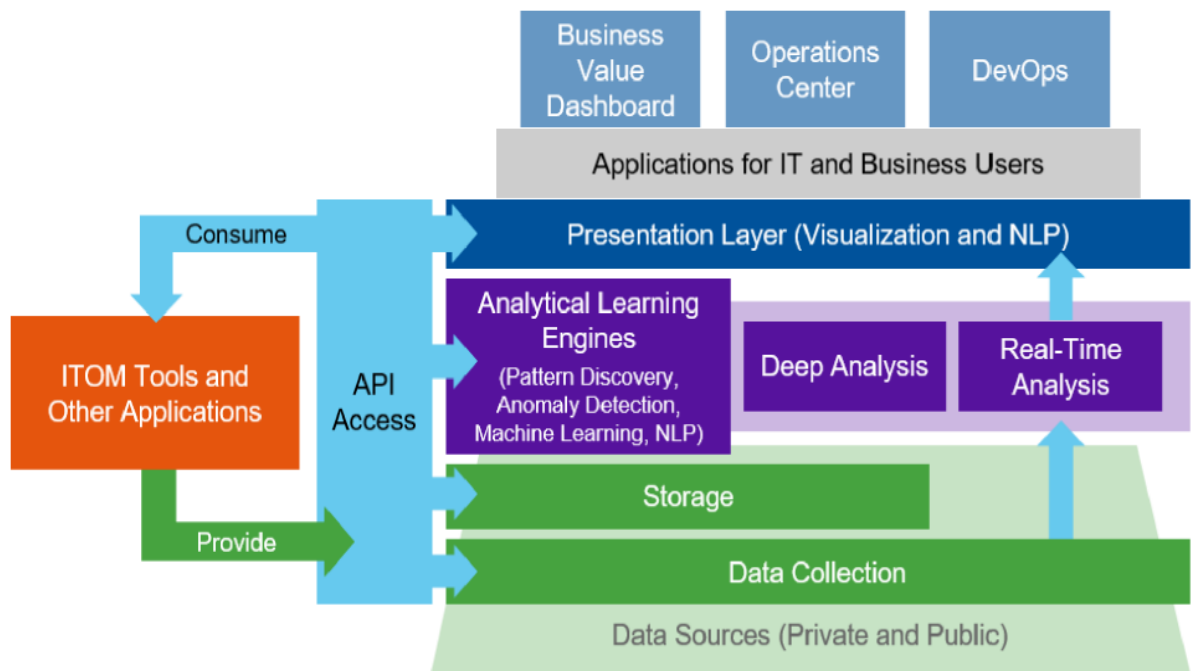 Business
Value
Dashboard
Operations
Center
DevOps
Applications for IT and Business Users
Consume
Presentation Layer (Visualization and NLP)
ITOM Tools and
Other Applications
API
Access
Analytical Learning
Engines
(Pattern Discovery,
Anomaly Detection,
Machine Learning, NLP)
Deep Analysis
Real-Time
Analysis
Storage
Provide
Data Collection
Data Sources (Private and Public)